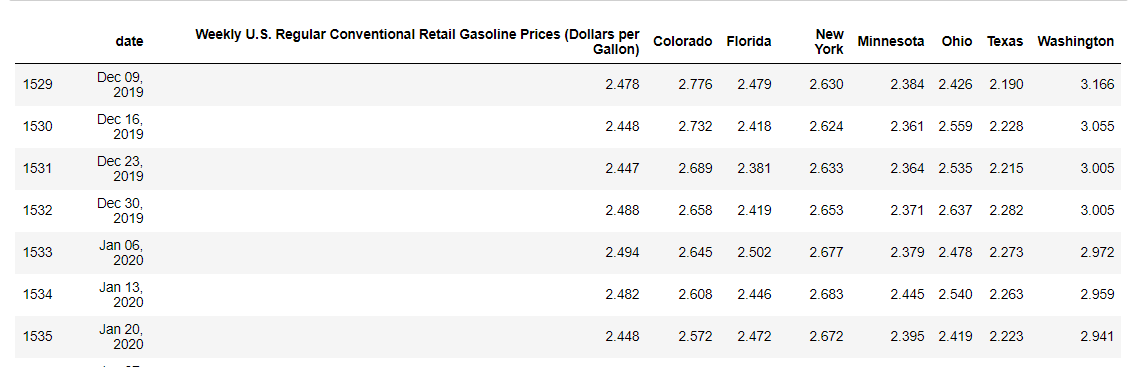 date Weekly U.S. Regular Conventional Retail Gasoline Prices (Dollars per Gallon) Colorado Florida New York Minnesota Ohio Texas Washington
1529 Dec 09, 2019 2.478 2.776 2.479 2.630 2.384 2.426 2.190 3.166
1530 Dec 16, 2019 2.448 2.732 2.418 2.624 2.361 2.559 2.228 3.055
1531 Dec 23, 2019 2.447 2.689 2.381 2.633 2.364 2.535 2.215 3.005
1532 Dec 30, 2019 2.488 2.658 2.419 2.653 2.371 2.637 2.282 3.005
1533 Jan 06, 2020 2.494 2.645 2.502 2.677 2.379 2.478 2.273 2.972
1534 Jan 13, 2020 2.482 2.608 2.446 2.683 2.445 2.540 2.263 2.959
1535 Jan 20, 2020 2.448 2.572 2.472 2.672 2.395 2.419 2.223 2.941